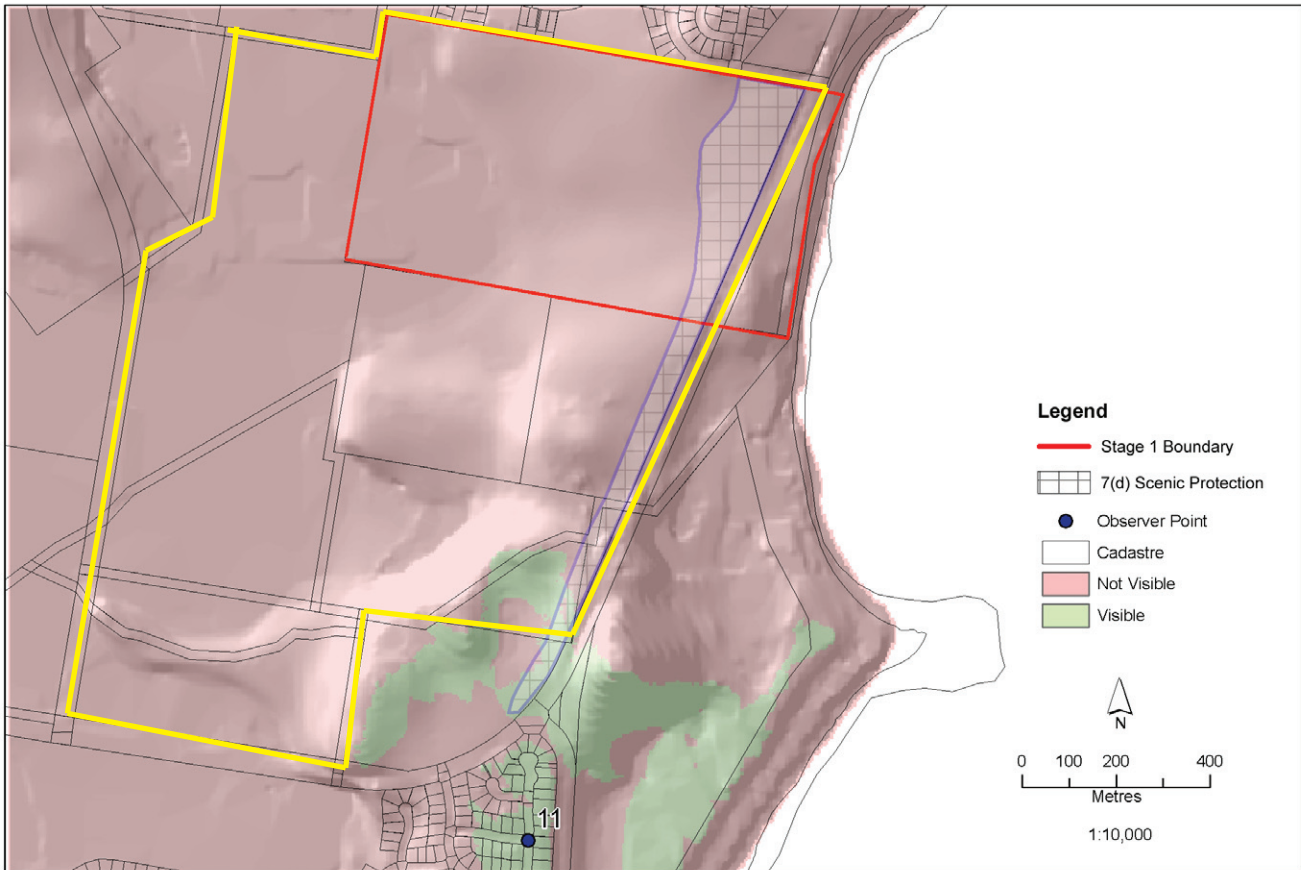 11
Legend
Stage 1 Boundary
7(d) Scenic Protection
Observer Point
Cadastre
Not Visible
Visible
N
0 100 200 400
Metres
1:10,000